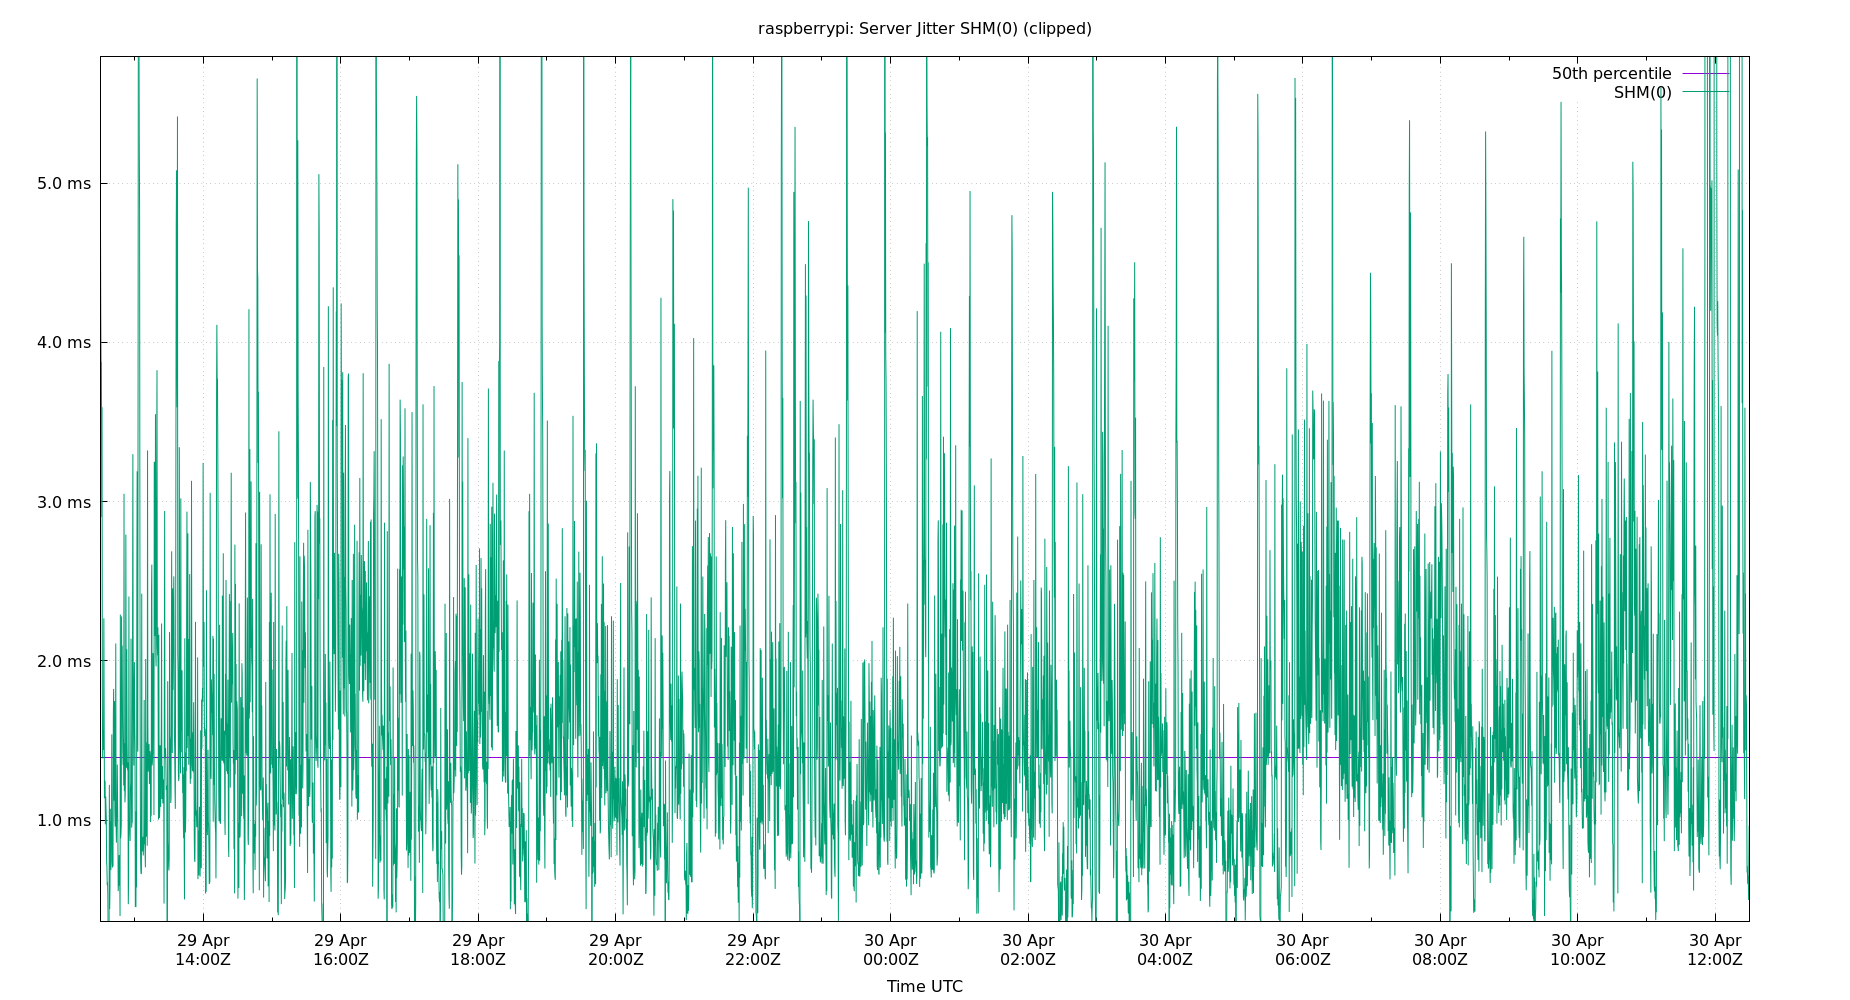 raspberrypi: Server Jitter SHM(0) (clipped)
50th percentile
SHM(0)
5.0 ms
4.0 ms
3.0 ms
2.0 ms
1.0 ms
29 Apr 29 Apr 29 Apr 29 Apr 29 Apr 30 Apr 30 Apr 30 Apr 30 Apr 30 Apr 30 Apr 30 Apr
14:00Z 16:00Z 18:00Z 20:00Z 22:00Z 00:00Z 02:00Z 04:00Z 06:00Z 08:00Z 10:00Z 12:00Z
Time UTC